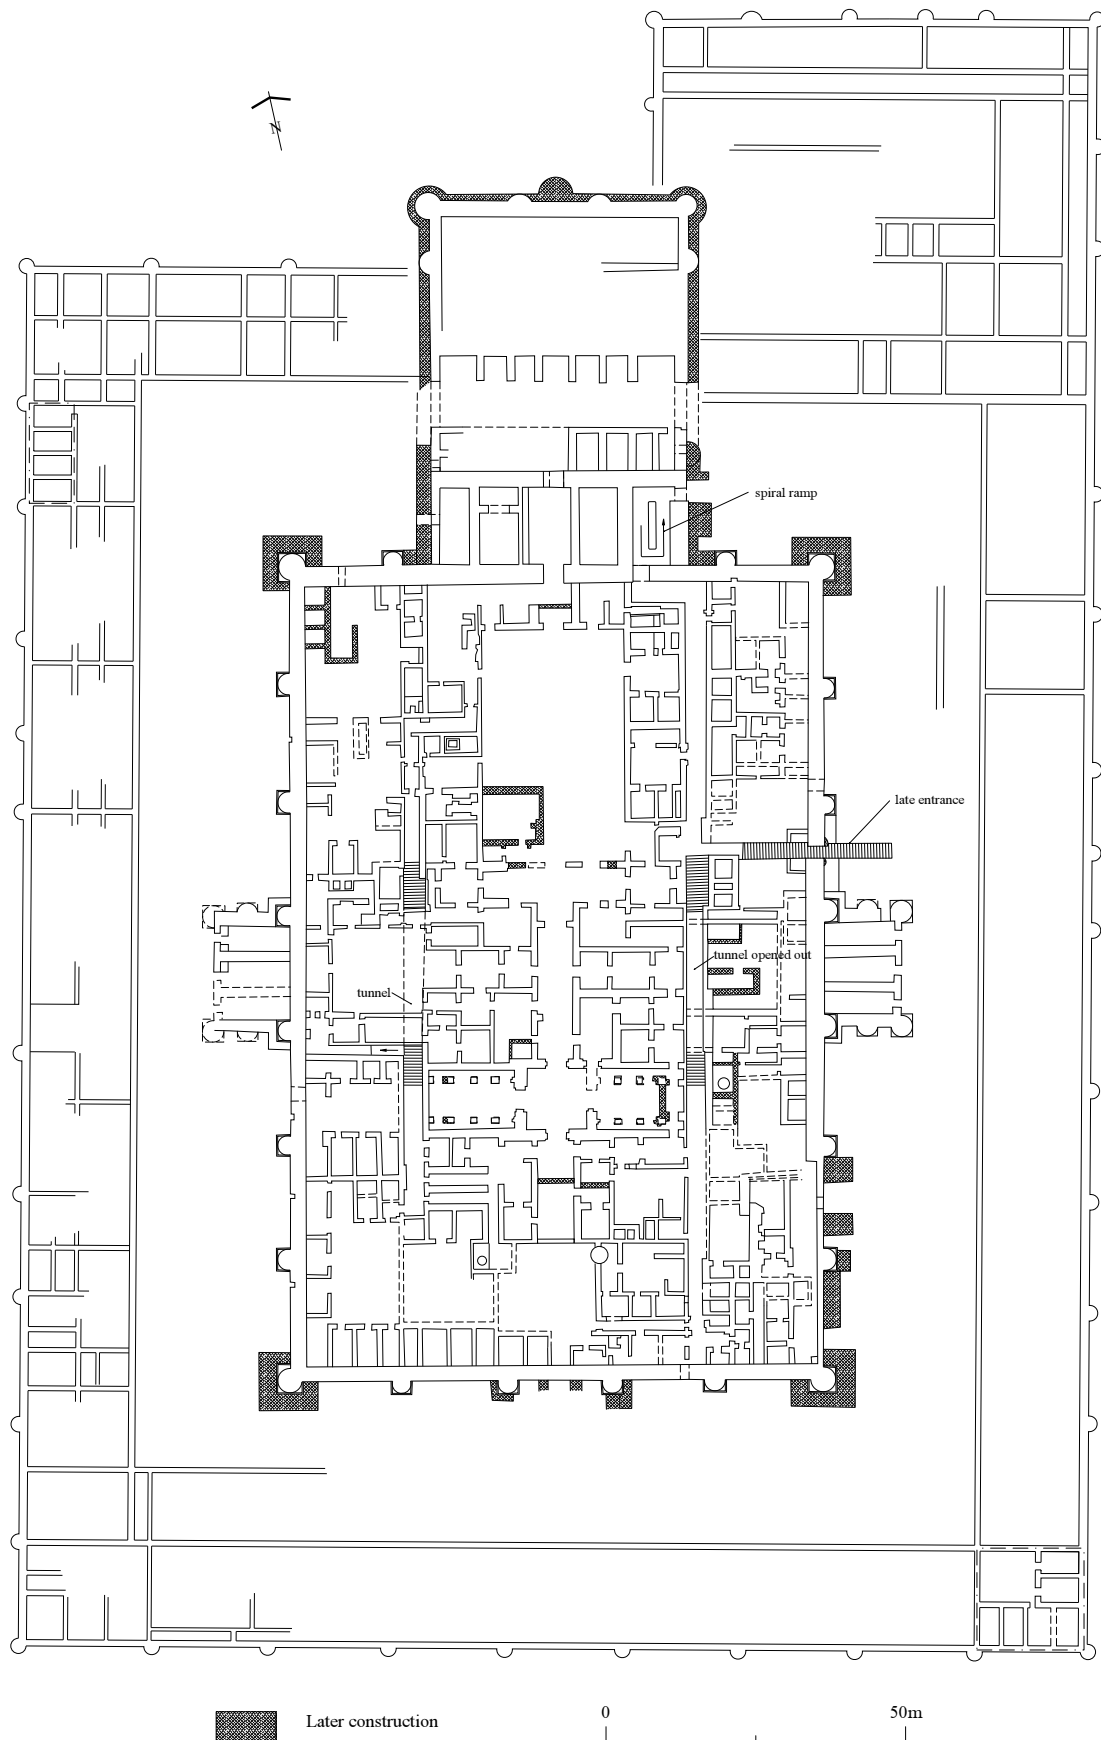 N
spiral ramp
late entrance
tunnel opened out
tunnel
Later construction
0
50m